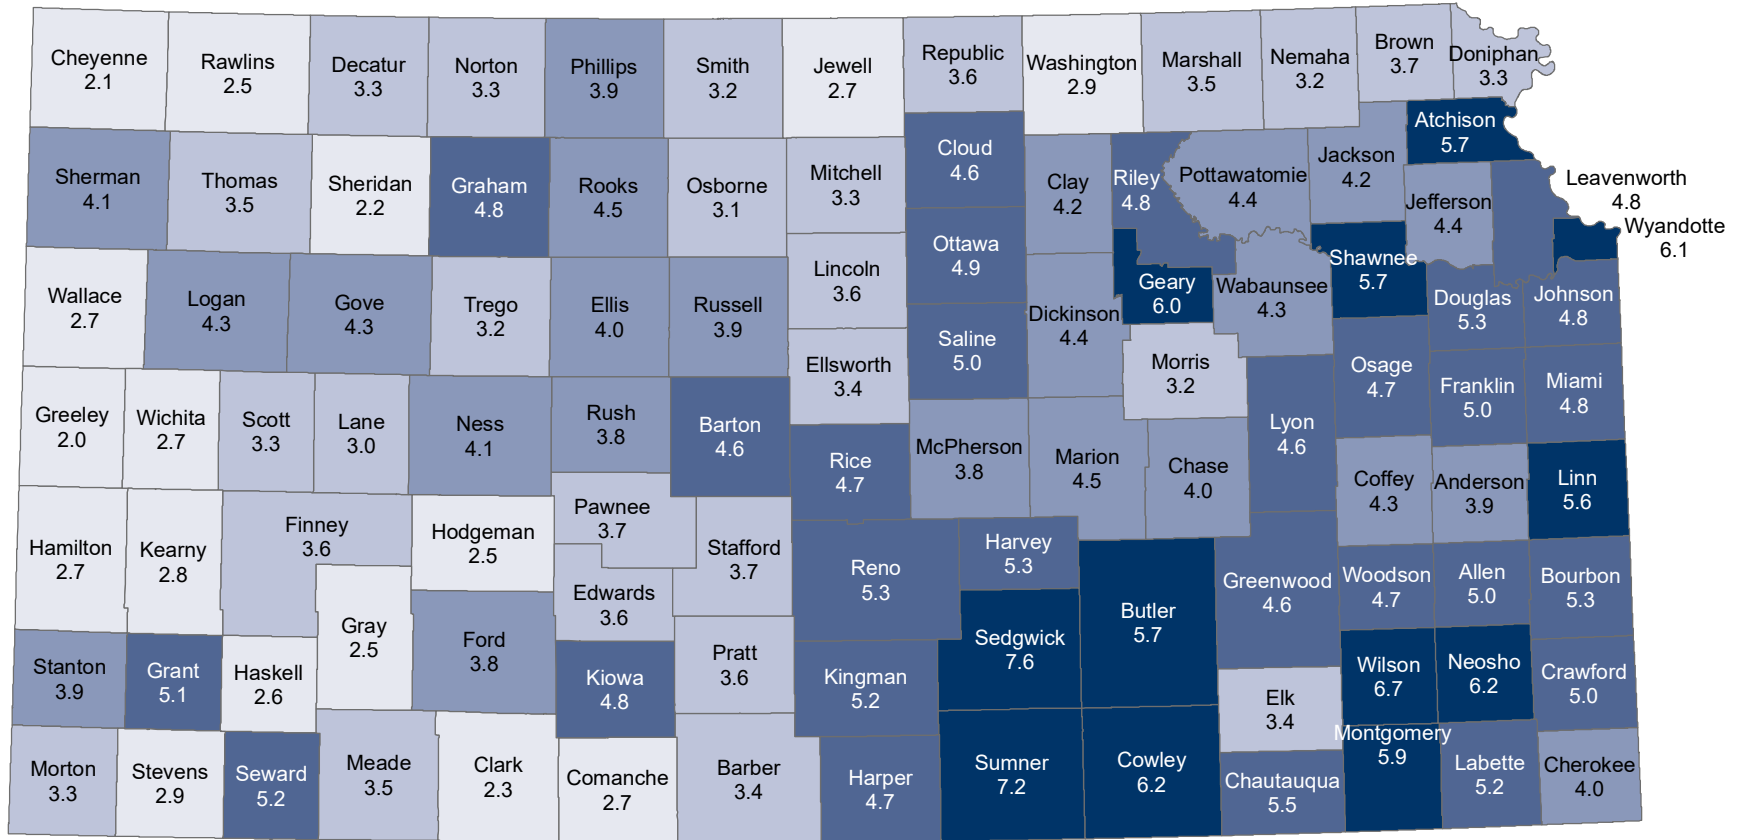 Cheyenne
2.1
Rawlins
2.5
Decatur
3.3
Norton
3.3
Phillips
3.9
Smith
3.2
Jewell
2.7
Republic
3.6
Washington
2.9
Marshall
3.5
Nemaha
3.2
Brown
3.7
Doniphan
3.3
Sherman
4.1
Thomas
3.5
Sheridan
2.2
Graham
4.8
Rooks
4.5
Osborne
3.1
Mitchell
3.3
Cloud
4.6
Clay
4.2
Riley
4.8
Pottawatomie
4.4
Jackson
4.2
Atchison
5.7
Jefferson
4.4
Leavenworth
4.8
Wyandotte
6.1
Wallace
2.7
Logan
4.3
Gove
4.3
Trego
3.2
Ellis
4.0
Russell
3.9
Lincoln
3.6
Ottawa
4.9
Saline
5.0
Dickinson
4.4
Geary
6.0
Wabaunsee
4.3
Shawnee
5.7
Douglas
5.3
Johnson
4.8
Greeley
2.0
Wichita
2.7
Scott
3.3
Lane
3.0
Ness
4.1
Rush
3.8
Barton
4.6
Ellsworth
3.4
Rice
4.7
McPherson
3.8
Marion
4.5
Morris
3.2
Chase
4.0
Lyon
4.6
Osage
4.7
Franklin
5.0
Miami
4.8
Coffey
4.3
Anderson
3.9
Linn
5.6
Hamilton
2.7
Kearny
2.8
Finney
3.6
Hodgeman
2.5
Pawnee
3.7
Stafford
3.7
Edwards
3.6
Reno
5.3
Harvey
5.3
Sedgwick
7.6
Butler
5.7
Greenwood
4.6
Woodson
4.7
Allen
5.0
Bourbon
5.3
Stanton
3.9
Grant
5.1
Haskell
2.6
Gray
2.5
Ford
3.8
Kiowa
4.8
Pratt
3.6
Kingman
5.2
Elk
3.4
Wilson
6.7
Neosho
6.2
Crawford
5.0
Morton
3.3
Stevens
2.9
Seward
5.2
Meade
3.5
Clark
2.3
Comanche
2.7
Barber
3.4
Harper
4.7
Sumner
7.2
Cowley
6.2
Chautauqua
5.5
Montgomery
5.9
Labette
5.2
Cherokee
4.0